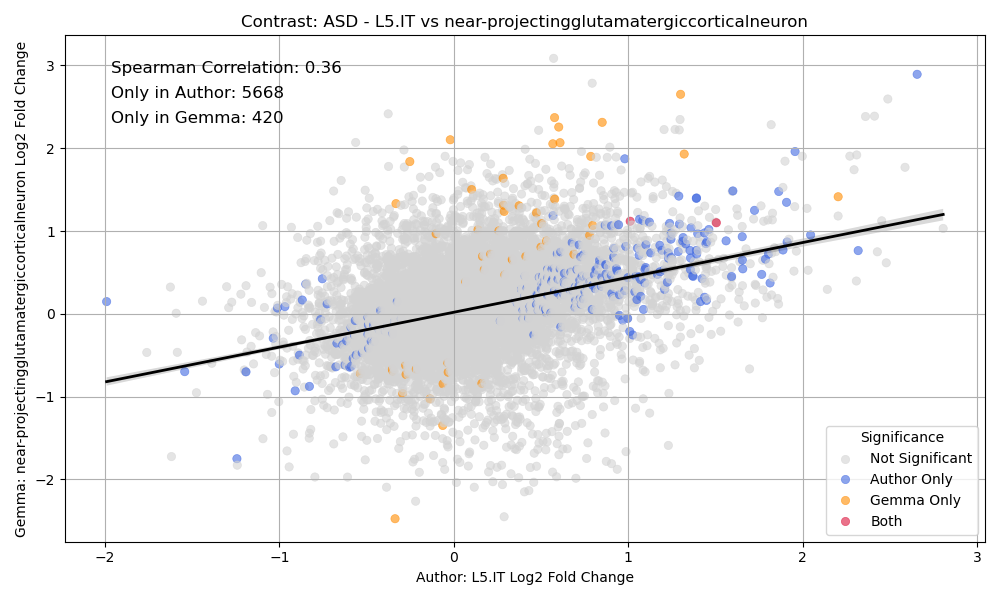 Contrast: ASD - L5.IT vs near-projectingglutamatergiccorticalneuron
Gemma: near-projectingglutamatergiccorticalneuron Log2 Fold Change
3
2
1
0
−1
−2
Spearman Correlation: 0.36
Only in Author: 5668
Only in Gemma: 420
Significance
Not Significant
Author Only
Gemma Only
Both
−2
−1
0
1
2
3
Author: L5.IT Log2 Fold Change